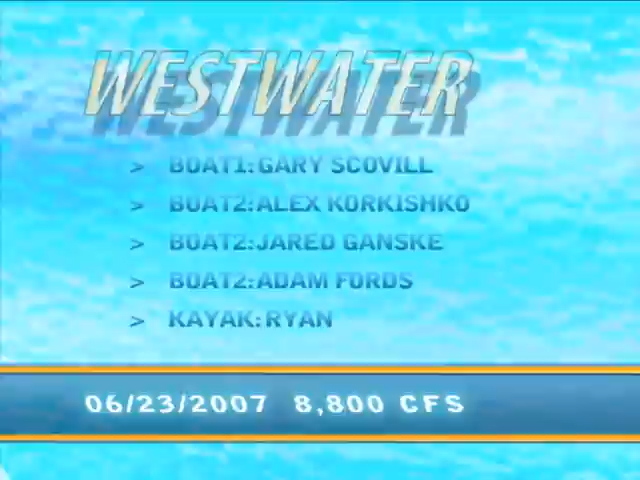 WESTWATER
> BOAT1:GARY SCOVILL
> BOAT2:ALEX KORKISHKO
> BOAT2:JARED GANSKE
> BOAT2:ADAM FORDS
> KAYAK:RYAN
06/23/2007 8,800 CFS